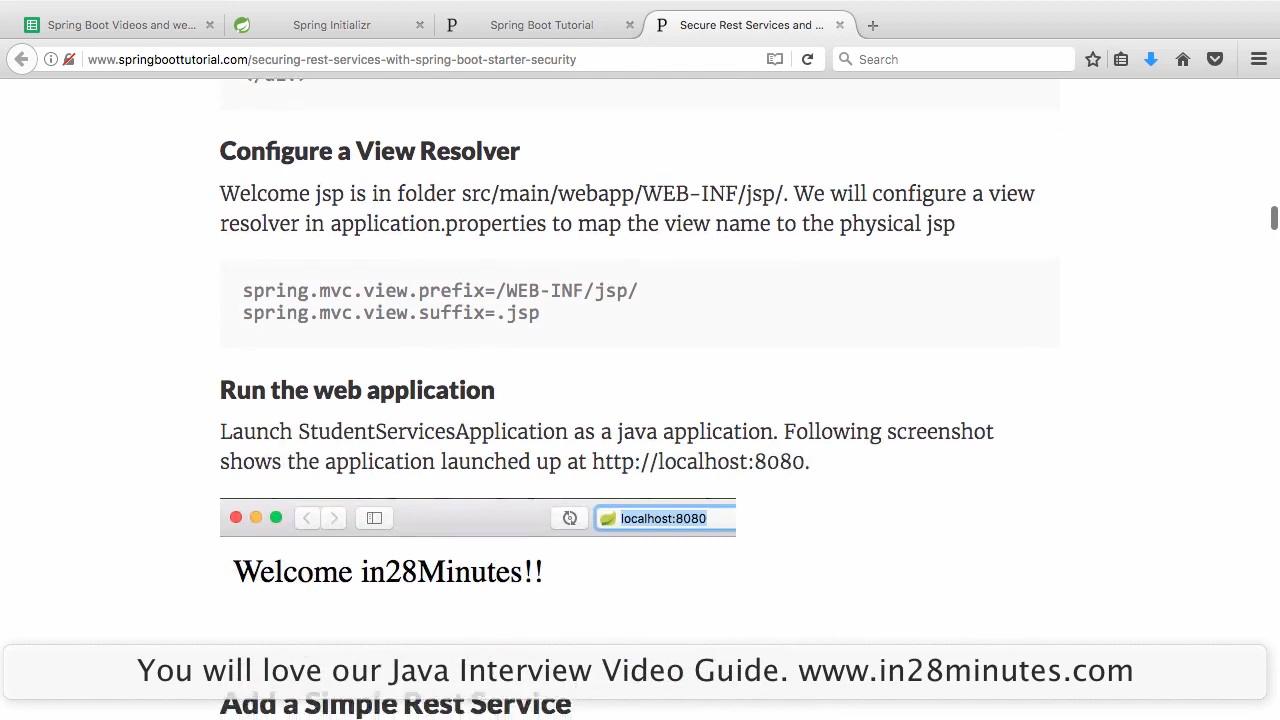 Spring Boot Videos and we...
Spring Initializr
Spring Boot Tutorial
Secure Rest Services and ...
www.springboottutorial.com/securing-rest-services-with-spring-boot-starter-security
Search
Configure a View Resolver
Welcome jsp is in folder src/main/webapp/WEB-INF/jsp/. We will configure a view
resolver in application.properties to map the view name to the physical jsp
spring.mvc.view.prefix=/WEB-INF/jsp/
spring.mvc.view.suffix=.jsp
Run the web application
Launch StudentServicesApplication as a java application. Following screenshot
shows the application launched up at http://localhost:8080.
localhost:8080
Welcome in28Minutes!!
You will love our Java Interview Video Guide. www.in28minutes.com
Add a Simple Rest Service